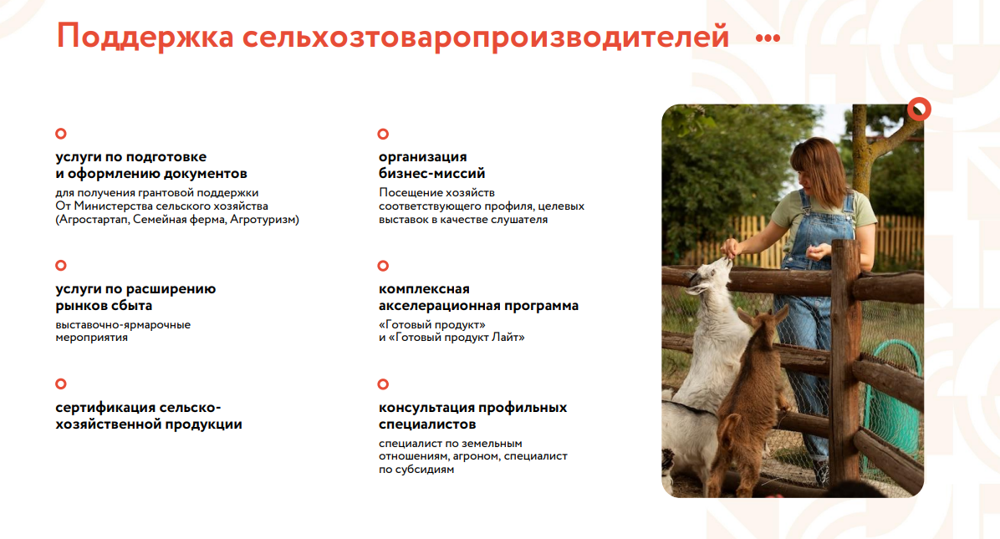 Поддержка сельхозтоваропроизводителей
услуги по подготовке
и оформлению документов
для получения грантовой поддержки
От Министерства сельского хозяйства
(Агростартап, Семейная ферма, Агротуризм)
услуги по расширению
рынков сбыта
выставочно-ярмарочные
мероприятия
сертификация сельско-
хозяйственной продукции
организация
бизнес-миссий
Посещение хозяйств
соответствующего профиля, целевых
выставок в качестве слушателя
комплексная
акселерационная программа
«Готовый продукт»
и «Готовый продукт Лайт»
консультация профильных
специалистов
специалист по земельным
отношениям, агроном, специалист
по субсидиям